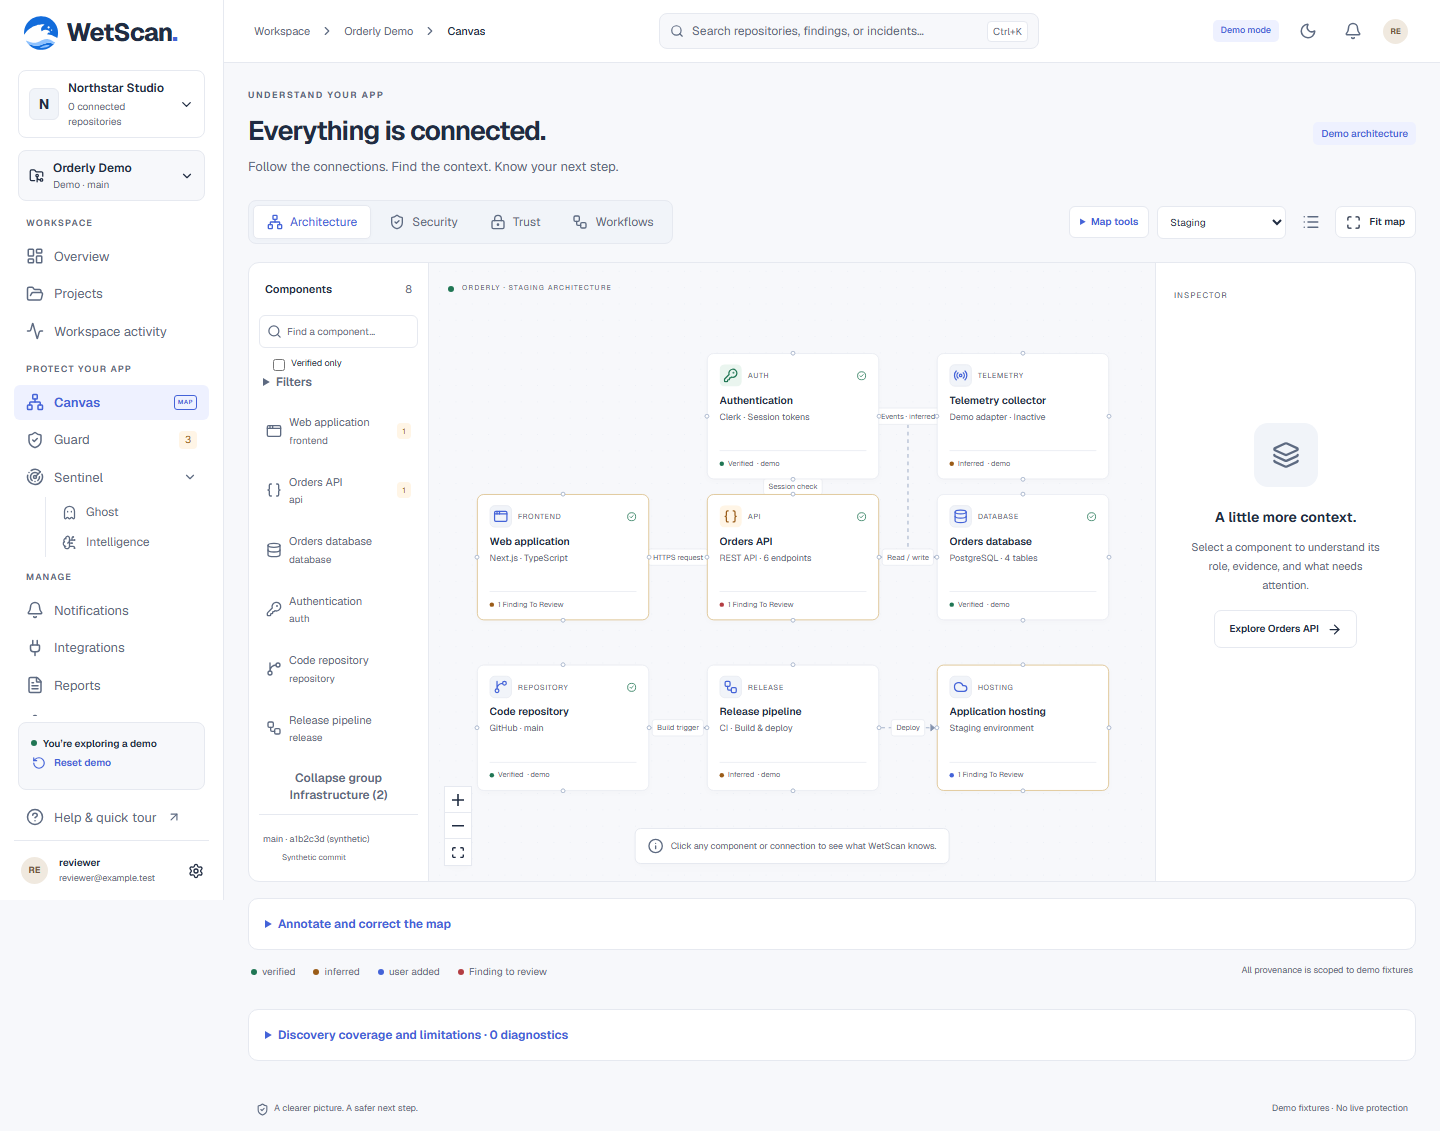 WetScan.
Northstar Studio
N
0 connected
repositories
Orderly Demo
Demo · main
WORKSPACE
Overview
Projects
Workspace activity
PROTECT YOUR APP
Canvas
MAP
Guard
3
Sentinel
Ghost
Intelligence
MANAGE
Notifications
Integrations
Reports
You're exploring a demo
Reset demo
Help & quick tour
RE
reviewer
reviewer@example.test
Workspace
Orderly Demo
Canvas
Search repositories, findings, or incidents...
Ctrl+K
Demo mode
RE
UNDERSTAND YOUR APP
Everything is connected.
Follow the connections. Find the context. Know your next step.
Demo architecture
Architecture
Security
Trust
Workflows
Map tools
Staging
Fit map
Components
8
Find a component...
Verified only
Filters
Web application
frontend
1
Orders API
api
1
Orders database
database
Authentication
auth
Code repository
repository
Release pipeline
release
Collapse group
Infrastructure (2)
main · a1b2c3d (synthetic)
Synthetic commit
ORDERLY · STAGING ARCHITECTURE
AUTH
Authentication
Clerk · Session tokens
Verified · demo
Events · inferred
TELEMETRY
Telemetry collector
Demo adapter · Inactive
Inferred · demo
Session check
FRONTEND
Web application
Next.js · TypeScript
1 Finding To Review
HTTPS request
API
Orders API
REST API · 6 endpoints
1 Finding To Review
Read / write
DATABASE
Orders database
PostgreSQL · 4 tables
Verified · demo
REPOSITORY
Code repository
GitHub · main
Verified · demo
Build trigger
RELEASE
Release pipeline
CI · Build & deploy
Inferred · demo
Deploy
HOSTING
Application hosting
Staging environment
1 Finding To Review
Click any component or connection to see what WetScan knows.
INSPECTOR
A little more context.
Select a component to understand its
role, evidence, and what needs
attention.
Explore Orders API
Annotate and correct the map
verified
inferred
user added
Finding to review
All provenance is scoped to demo fixtures
Discovery coverage and limitations · 0 diagnostics
A clearer picture. A safer next step.
Demo fixtures · No live protection